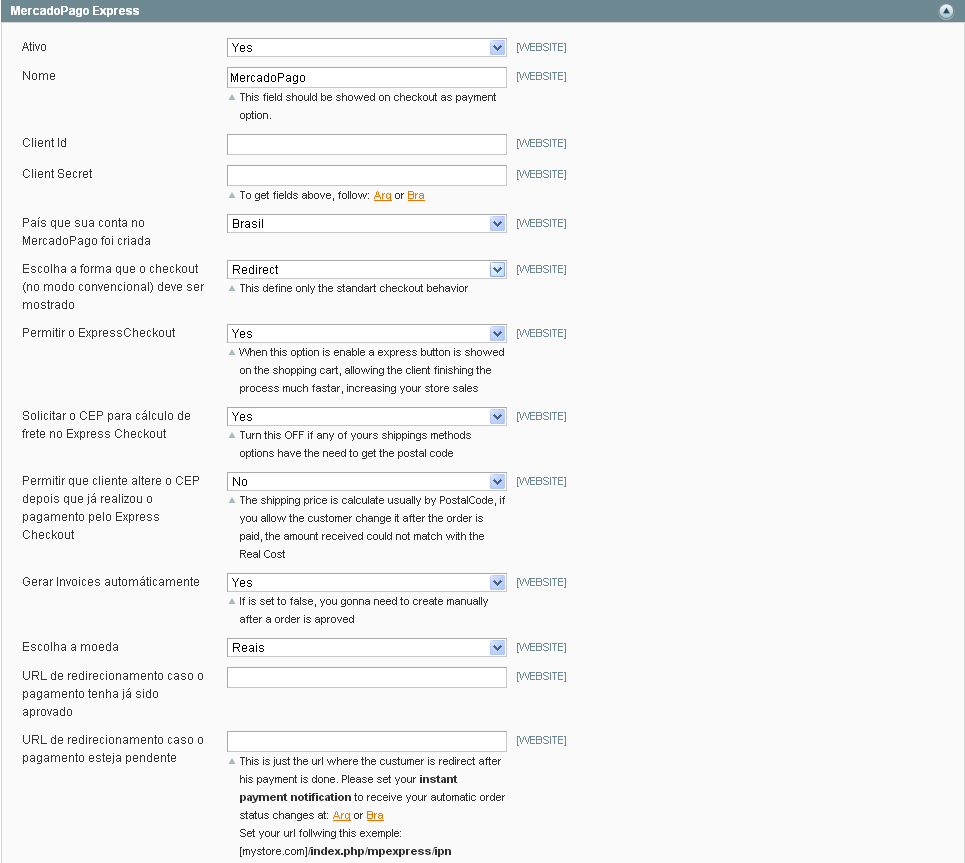 MercadoPago Express
Ativo
Yes
[WEBSITE]
Nome
MercadoPago
[WEBSITE]
This field should be showed on checkout as payment
option.
Client Id
[WEBSITE]
Client Secret
[WEBSITE]
To get fields above, follow: Arg or Bra
País que sua conta no
MercadoPago foi criada
Brasil
[WEBSITE]
Escolha a forma que o checkout
(no modo convencional) deve ser
mostrado
Redirect
[WEBSITE]
This define only the standart checkout behavior
Permitir o ExpressCheckout
Yes
[WEBSITE]
When this option is enable a express button is showed
on the shopping cart, allowing the client finishing the
process much fastar, increasing your store sales
Solicitar o CEP para cálculo de
frete no Express Checkout
Yes
[WEBSITE]
Turn this OFF if any of yours shippings methods
options have the need to get the postal code
Permitir que cliente altere o CEP
depois que já realizou o
pagamento pelo Express
Checkout
No
[WEBSITE]
The shipping price is calculate usually by PostalCode, if
you allow the customer change it after the order is
paid, the amount received could not match with the
Real Cost
Gerar Invoices automáticamente
Yes
[WEBSITE]
If is set to false, you gonna need to create manually
after a order is aproved
Escolha a moeda
Reais
[WEBSITE]
URL de redirecionamento caso o
pagamento tenha já sido
aprovado
[WEBSITE]
URL de redirecionamento caso o
pagamento esteja pendente
[WEBSITE]
This is just the url where the custumer is redirect after
his payment is done. Please set your instant
payment notification to receive your automatic order
status changes at: Arg or Bra
Set your url follwing this exemple:
[mystore.com]/index.php/mpexpress/ipn